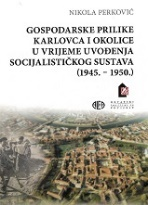 NIKOLA PERKOVIĆ
GOSPODARSKE PRILIKE
KARLOVCA I OKOLICE
U VRIJEME UVOĐENJA
SOCIJALISTIČKOG SUSTAVA
(1945. – 1950.)